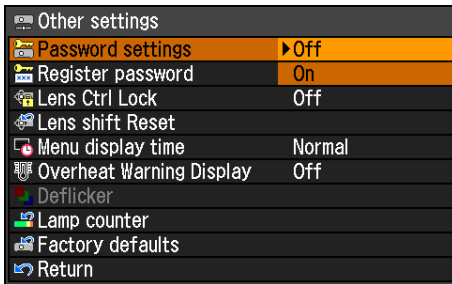 Other settings
Password settings Off
Register password On
Lens Ctrl Lock Off
Lens shift Reset
Menu display time Normal
Overheat Warning Display Off
Deflicker
Lamp counter
Factory defaults
Return